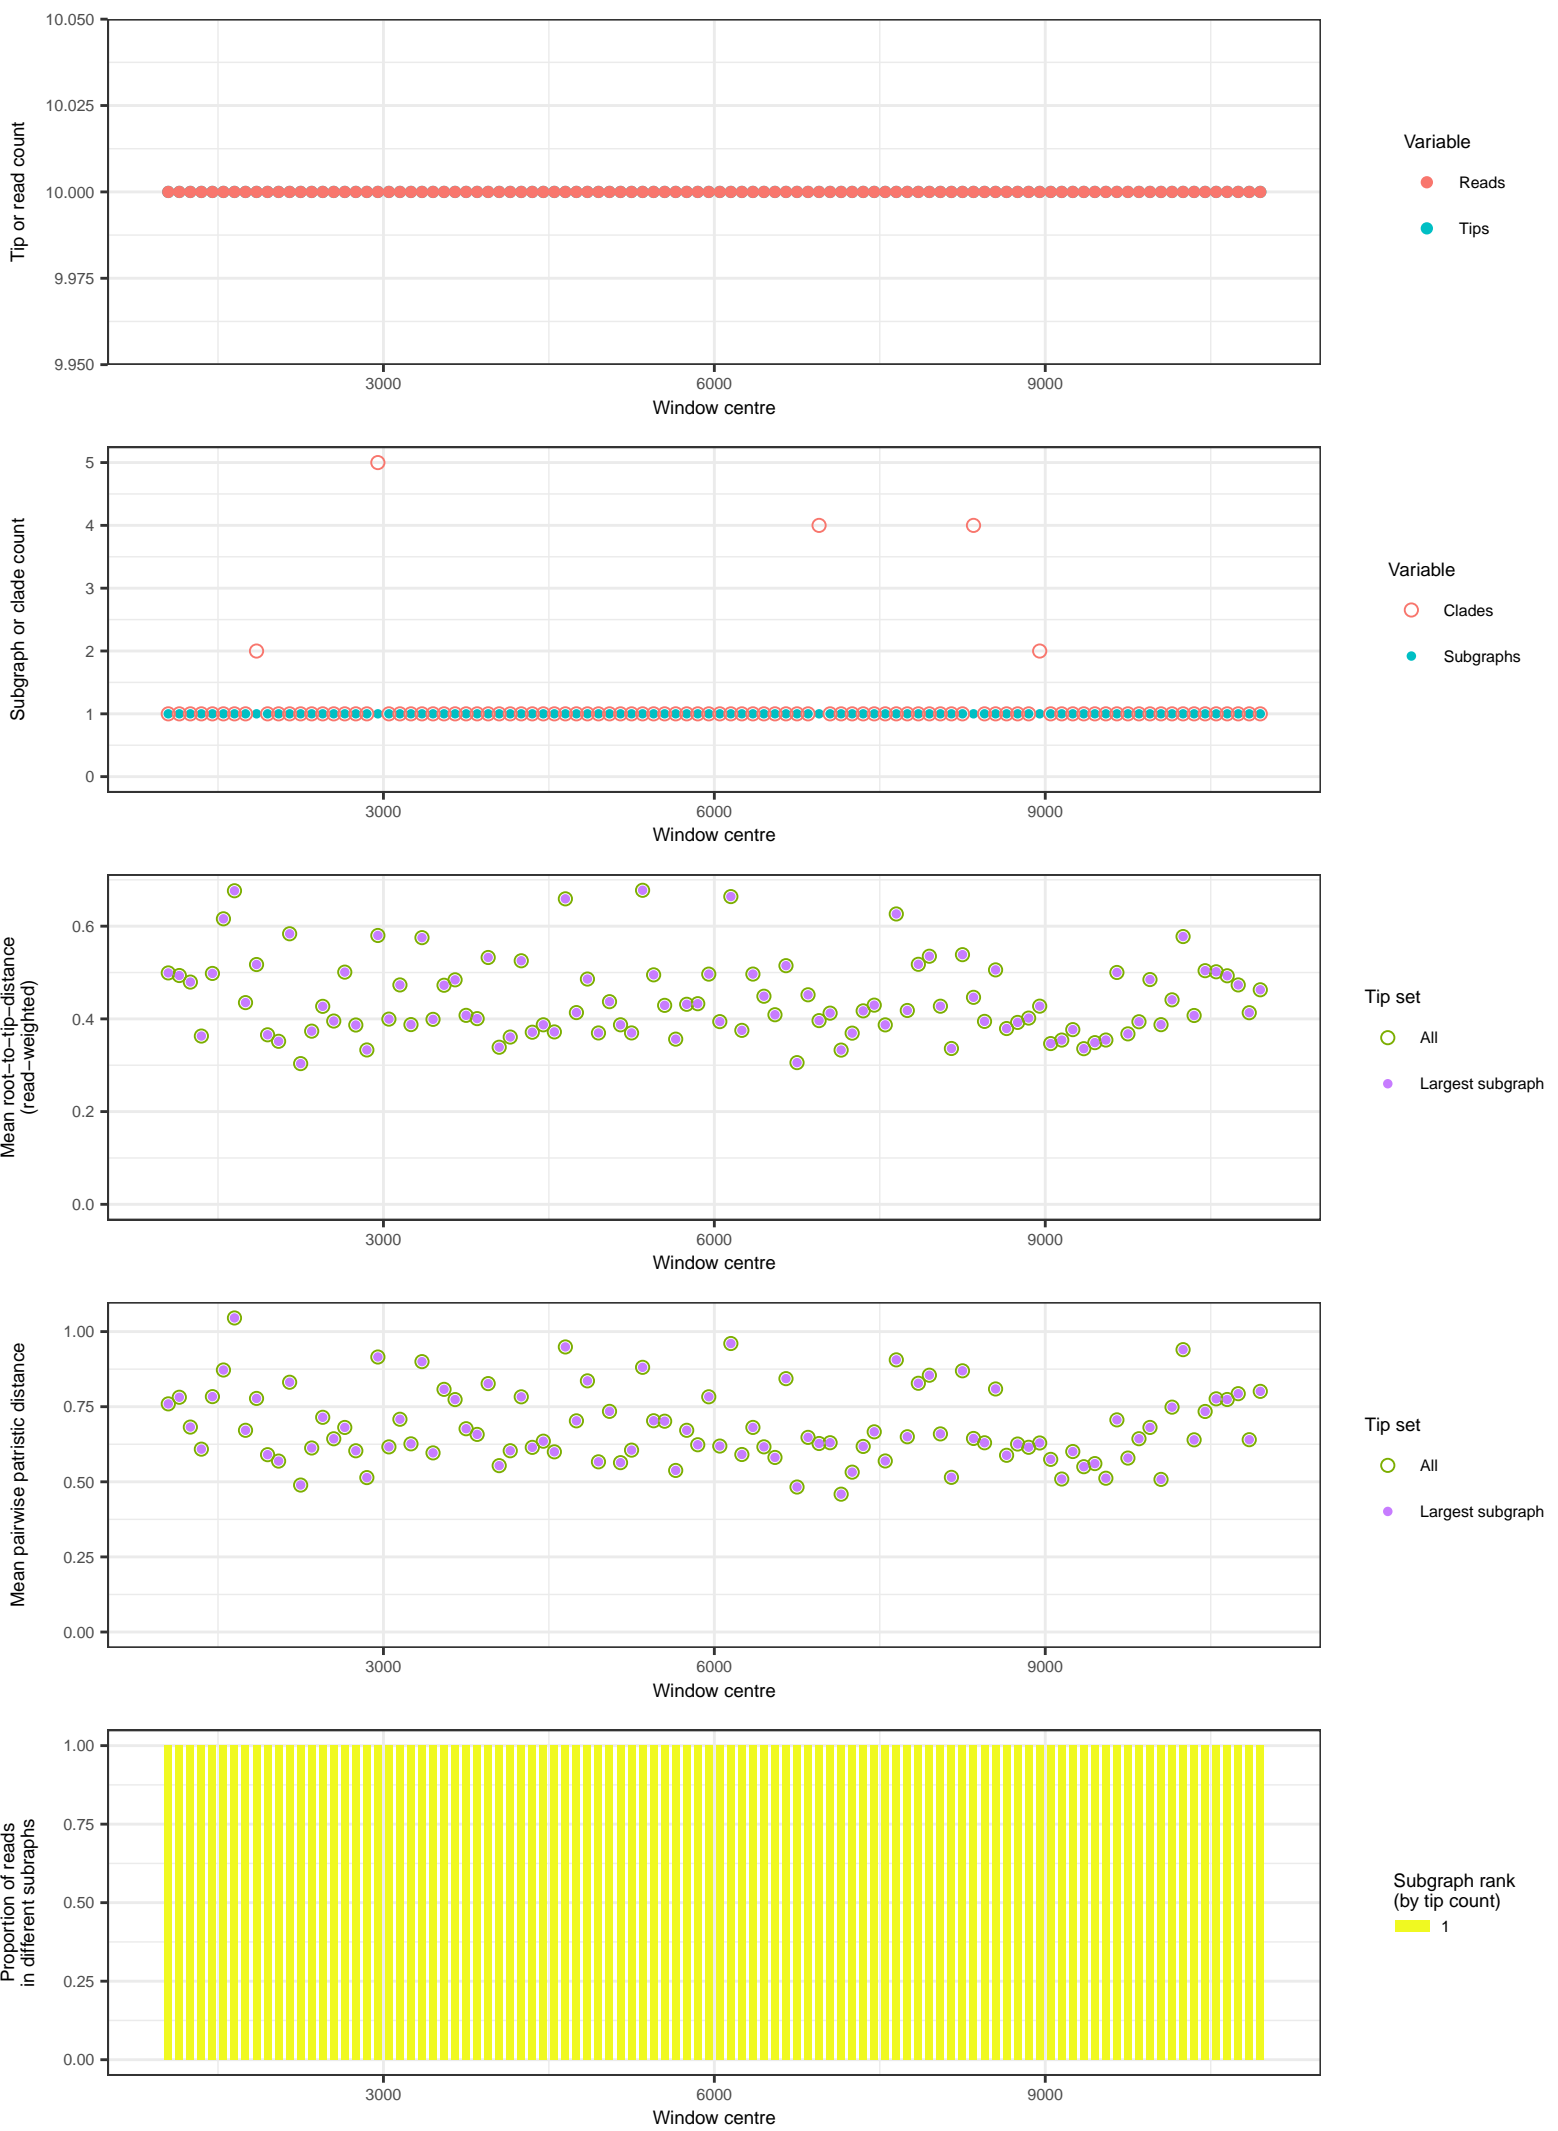 10.050
10.025
10.000
9.975
9.950
Tip or read count
3000 6000 9000
Window centre
Variable
Reads
Tips
5
4
3
2
1
0
Subgraph or clade count
3000 6000 9000
Window centre
Variable
Clades
Subgraphs
0.6
0.4
0.2
0.0
Mean root−to−tip−distance
(read−weighted)
3000 6000 9000
Window centre
Tip set
All
Largest subgraph
1.00
0.75
0.50
0.25
0.00
Mean pairwise patristic distance
3000 6000 9000
Window centre
Tip set
All
Largest subgraph
1.00
0.75
0.50
0.25
0.00
Proportion of reads
in different subraphs
3000 6000 9000
Window centre
Subgraph rank
(by tip count)
1